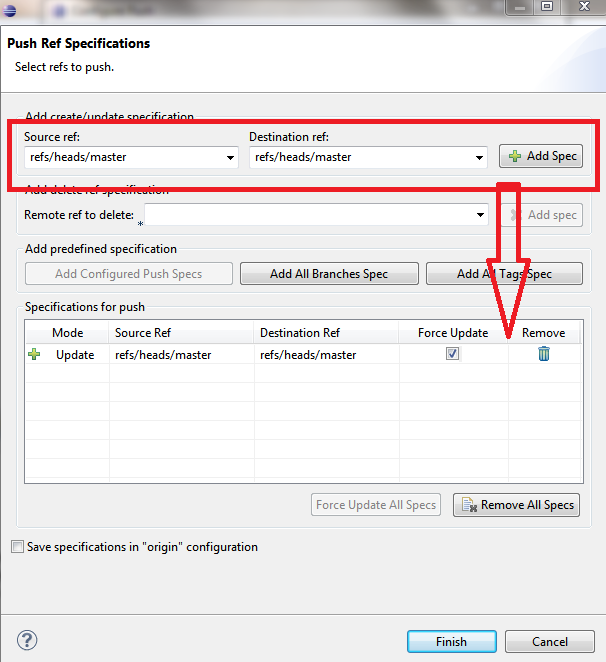 Push Ref Specifications
Select refs to push.
Add create/update specification
Source ref: Destination ref:
refs/heads/master refs/heads/master Add Spec
Add delete ref specification
Remote ref to delete: * Add spec
Add predefined specification
Add Configured Push Specs Add All Branches Spec Add All Tags Spec
Specifications for push
Mode Source Ref Destination Ref Force Update Remove
Update refs/heads/master refs/heads/master
Force Update All Specs Remove All Specs
Save specifications in "origin" configuration
? Finish Cancel